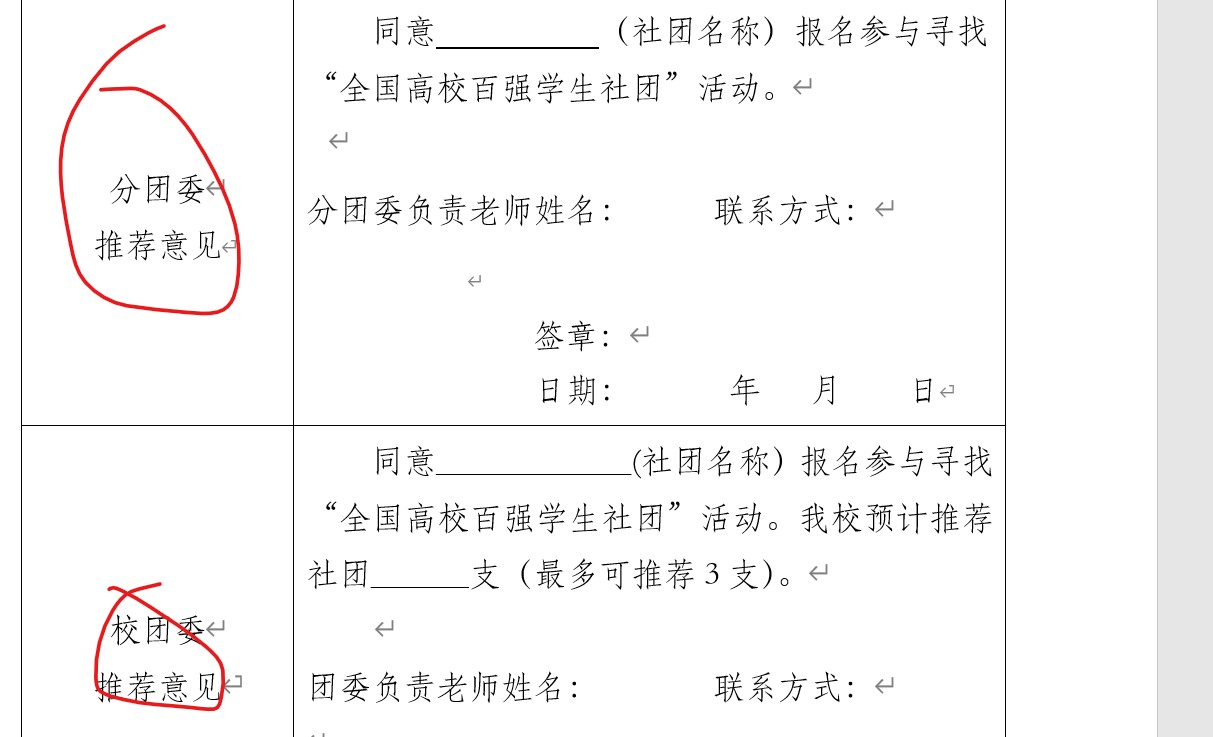 同意__________（社团名称）报名参与寻找
“全国高校百强学生社团”活动。
分团委
推荐意见
分团委负责老师姓名： 联系方式：
签章：
日期： 年 月 日
同意____________(社团名称）报名参与寻找
“全国高校百强学生社团”活动。我校预计推荐
社团______支（最多可推荐 3 支)。
校团委
推荐意见
团委负责老师姓名： 联系方式：